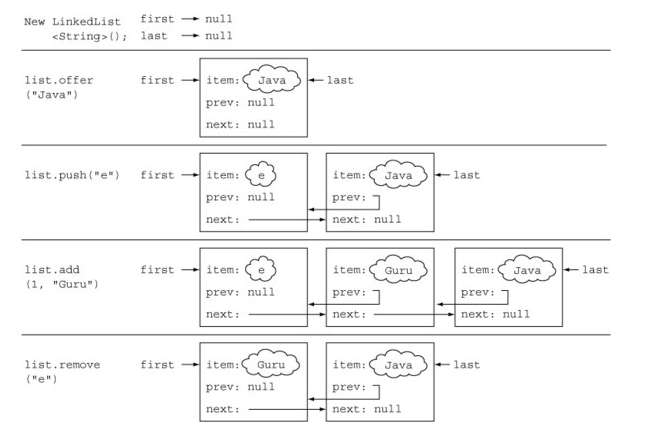 New LinkedList first null
<String>(); last null
list.offer first item: Java last
("Java") prev: null
next: null
list.push("e") first item: e item: Java last
prev: null prev:
next: next: null
list.add first item: e item: Guru item: Java last
(1, "Guru") prev: null prev: prev:
next: next: next: null
list.remove first item: Guru item: Java last
("e") prev: null prev:
next: next: null